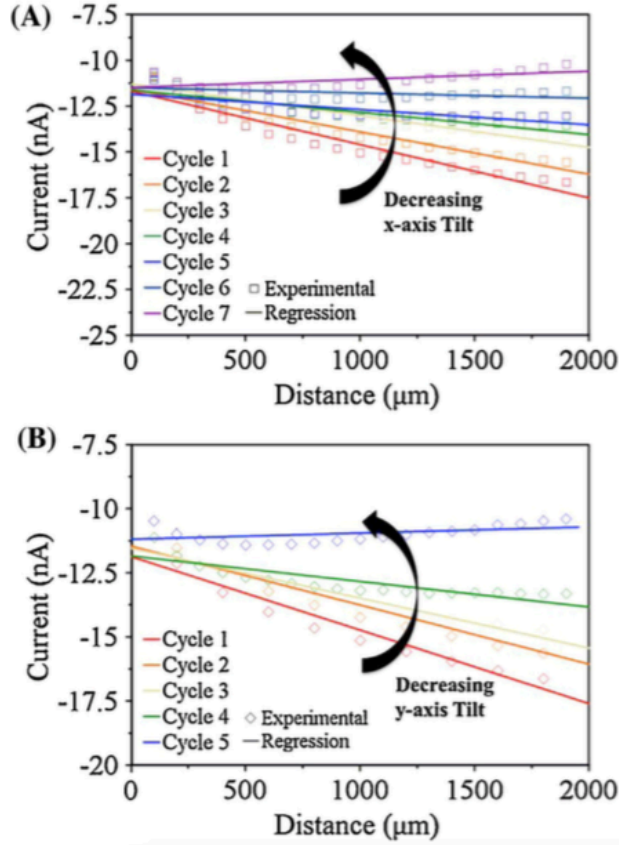 (A)
-7.5
-10
-12.5
-15
-17.5
-20
-22.5
-25
Current (nA)
Decreasing
x-axis Tilt
Cycle 1
Cycle 2
Cycle 3
Cycle 4
Cycle 5
Cycle 6 Experimental
Cycle 7 Regression
0 500 1000 1500 2000
Distance (µm)
(B)
-7.5
-10
-12.5
-15
-17.5
-20
Current (nA)
Decreasing
y-axis Tilt
Cycle 1
Cycle 2
Cycle 3
Cycle 4 Experimental
Cycle 5 Regression
0 500 1000 1500 2000
Distance (µm)